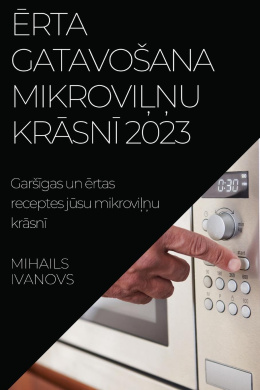 ĒRTA
GATAVOŠANA
MIKROVIĻŅU
KRĀSNĪ 2023
Garšīgas un ērtas
receptes jūsu mikroviļņu
krāsnī
MIHAILS
IVANOVS
0:30